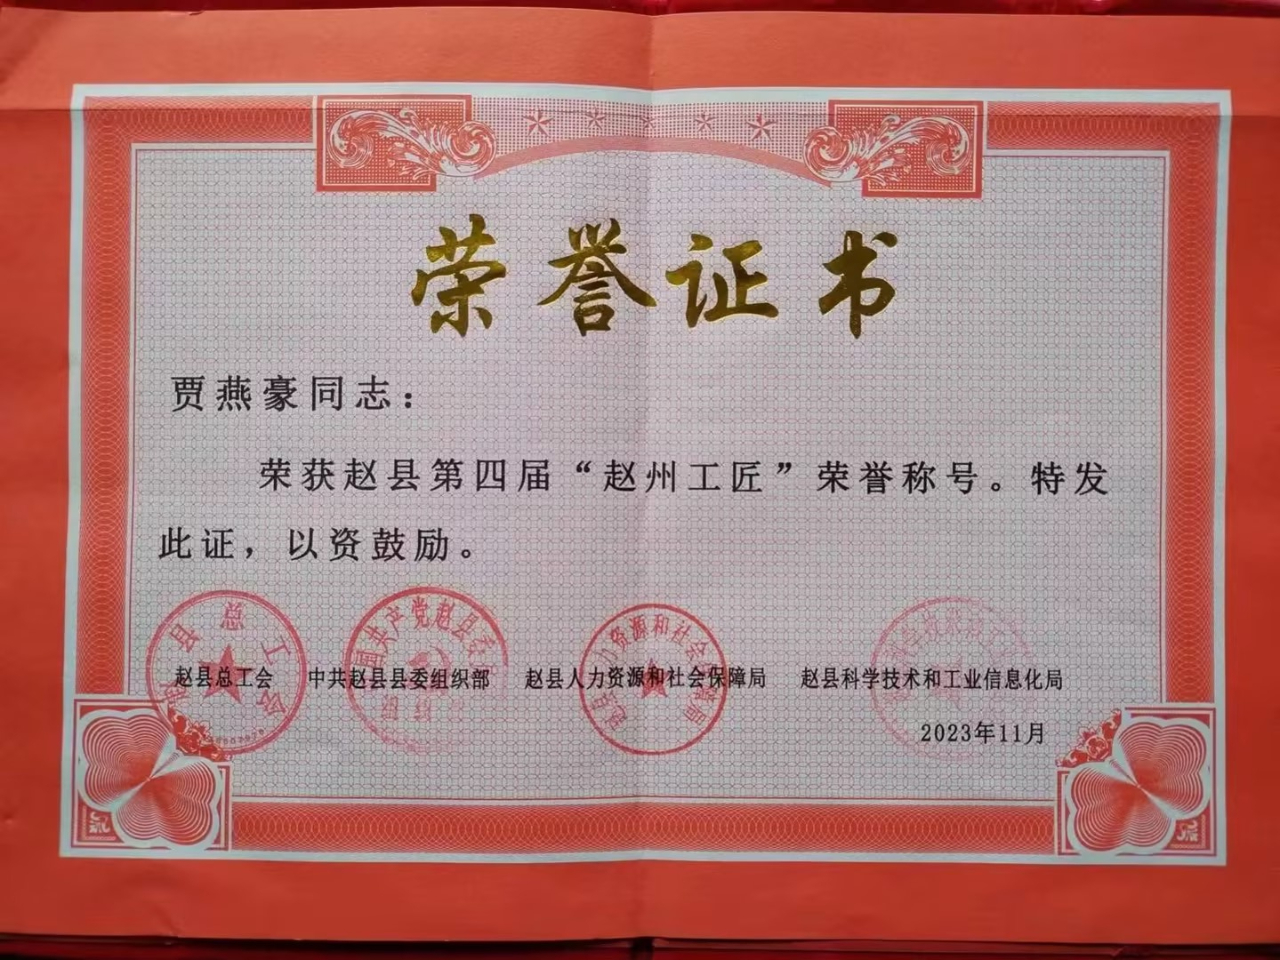 荣誉证书
贾燕豪同志：
荣获赵县第四届“赵州工匠”荣誉称号。特发
此证，以资鼓励。
赵县总工会 中共赵县县委组织部 赵县人力资源和社会保障局 赵县科学技术和工业信息化局
2023年11月